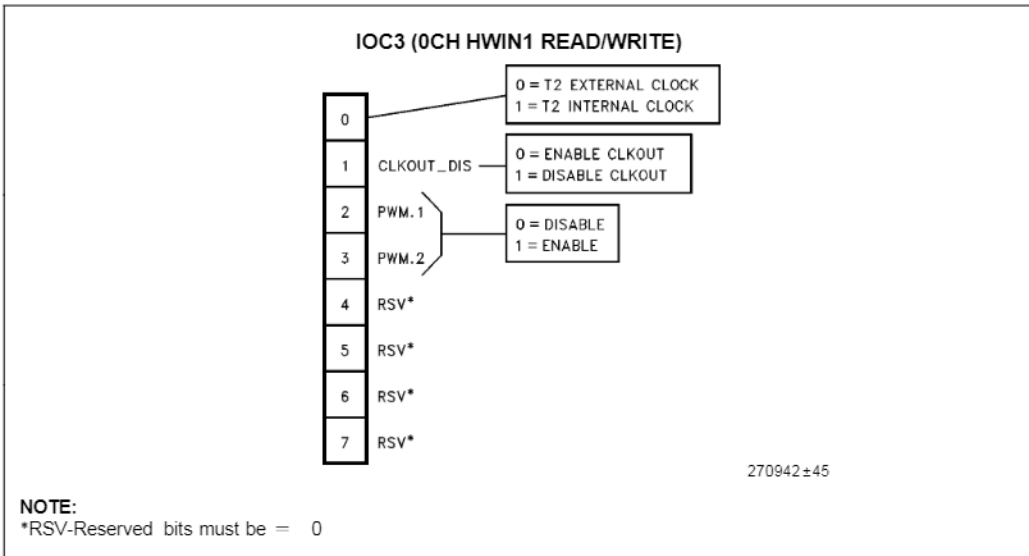 IOC3 (0CH HWIN1 READ/WRITE)
0 = T2 EXTERNAL CLOCK
1 = T2 INTERNAL CLOCK
0
1 CLKOUT_DIS
0 = ENABLE CLKOUT
1 = DISABLE CLKOUT
2 PWM.1
0 = DISABLE
1 = ENABLE
3 PWM.2
4 RSV*
5 RSV*
6 RSV*
7 RSV*
270942±45
NOTE:
*RSV-Reserved bits must be = 0